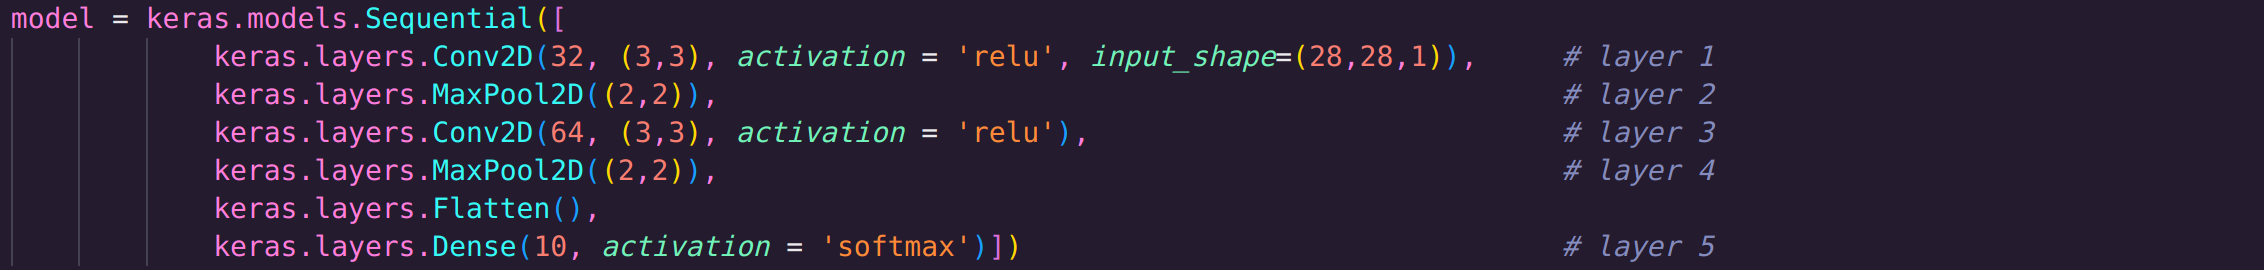 model = keras.models.Sequential([
keras.layers.Conv2D(32, (3,3), activation = 'relu', input_shape=(28,28,1)), # layer 1
keras.layers.MaxPool2D((2,2)), # layer 2
keras.layers.Conv2D(64, (3,3), activation = 'relu'), # layer 3
keras.layers.MaxPool2D((2,2)), # layer 4
keras.layers.Flatten(),
keras.layers.Dense(10, activation = 'softmax')]) # layer 5